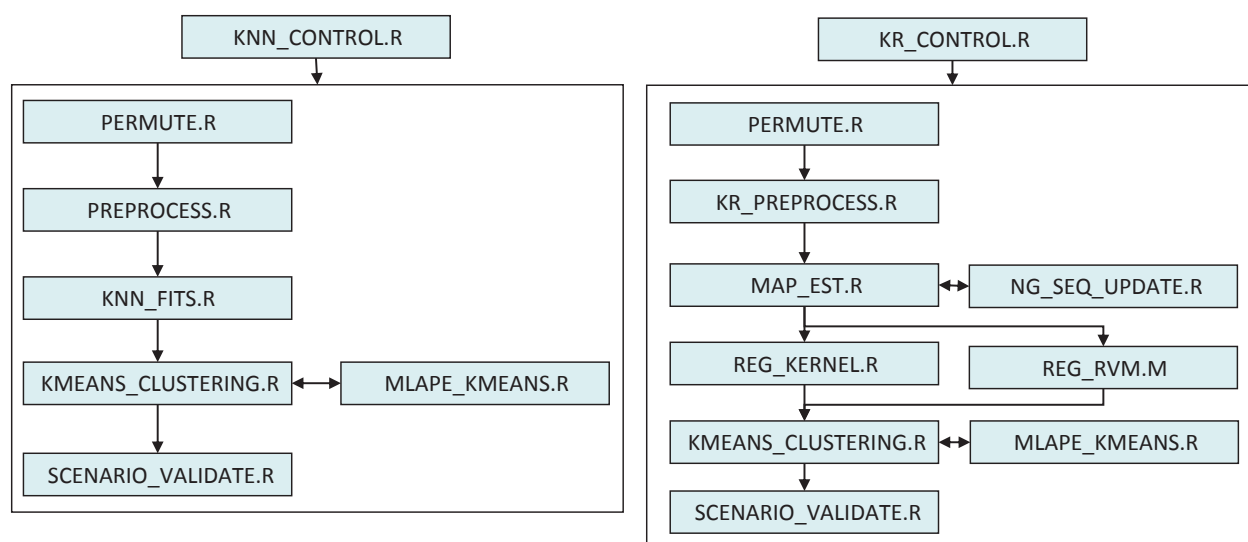 KNN_CONTROL.R
PERMUTE.R
PREPROCESS.R
KNN_FITS.R
KMEANS_CLUSTERING.R
MLAPE_KMEANS.R
SCENARIO_VALIDATE.R
KR_CONTROL.R
PERMUTE.R
KR_PREPROCESS.R
MAP_EST.R
NG_SEQ_UPDATE.R
REG_KERNEL.R
REG_RVM.M
KMEANS_CLUSTERING.R
MLAPE_KMEANS.R
SCENARIO_VALIDATE.R